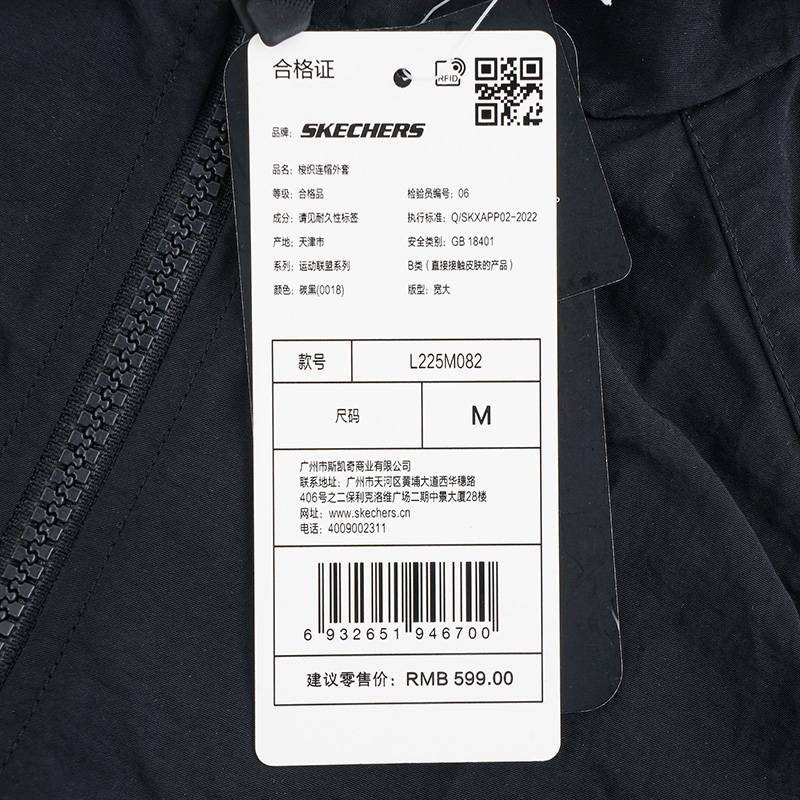 合格证
RFID
品牌: SKECHERS
品名: 梭织连帽外套
等级: 合格品 检验员编号: 06
成分: 请见耐久性标签 执行标准: Q/SKXAPP02-2022
产地: 天津市 安全类别: GB 18401
系列: 运动联盟系列 B类（直接接触皮肤的产品）
颜色: 碳黑(0018) 版型: 宽大
款号 L225M082
尺码 M
广州市斯凯奇商业有限公司
联系地址: 广州市天河区黄埔大道西华穗路
406号之二保利克洛维广场二期中景大厦28楼
网址: www.skechers.cn
电话: 4009002311
6 932651 946700
建议零售价: RMB 599.00